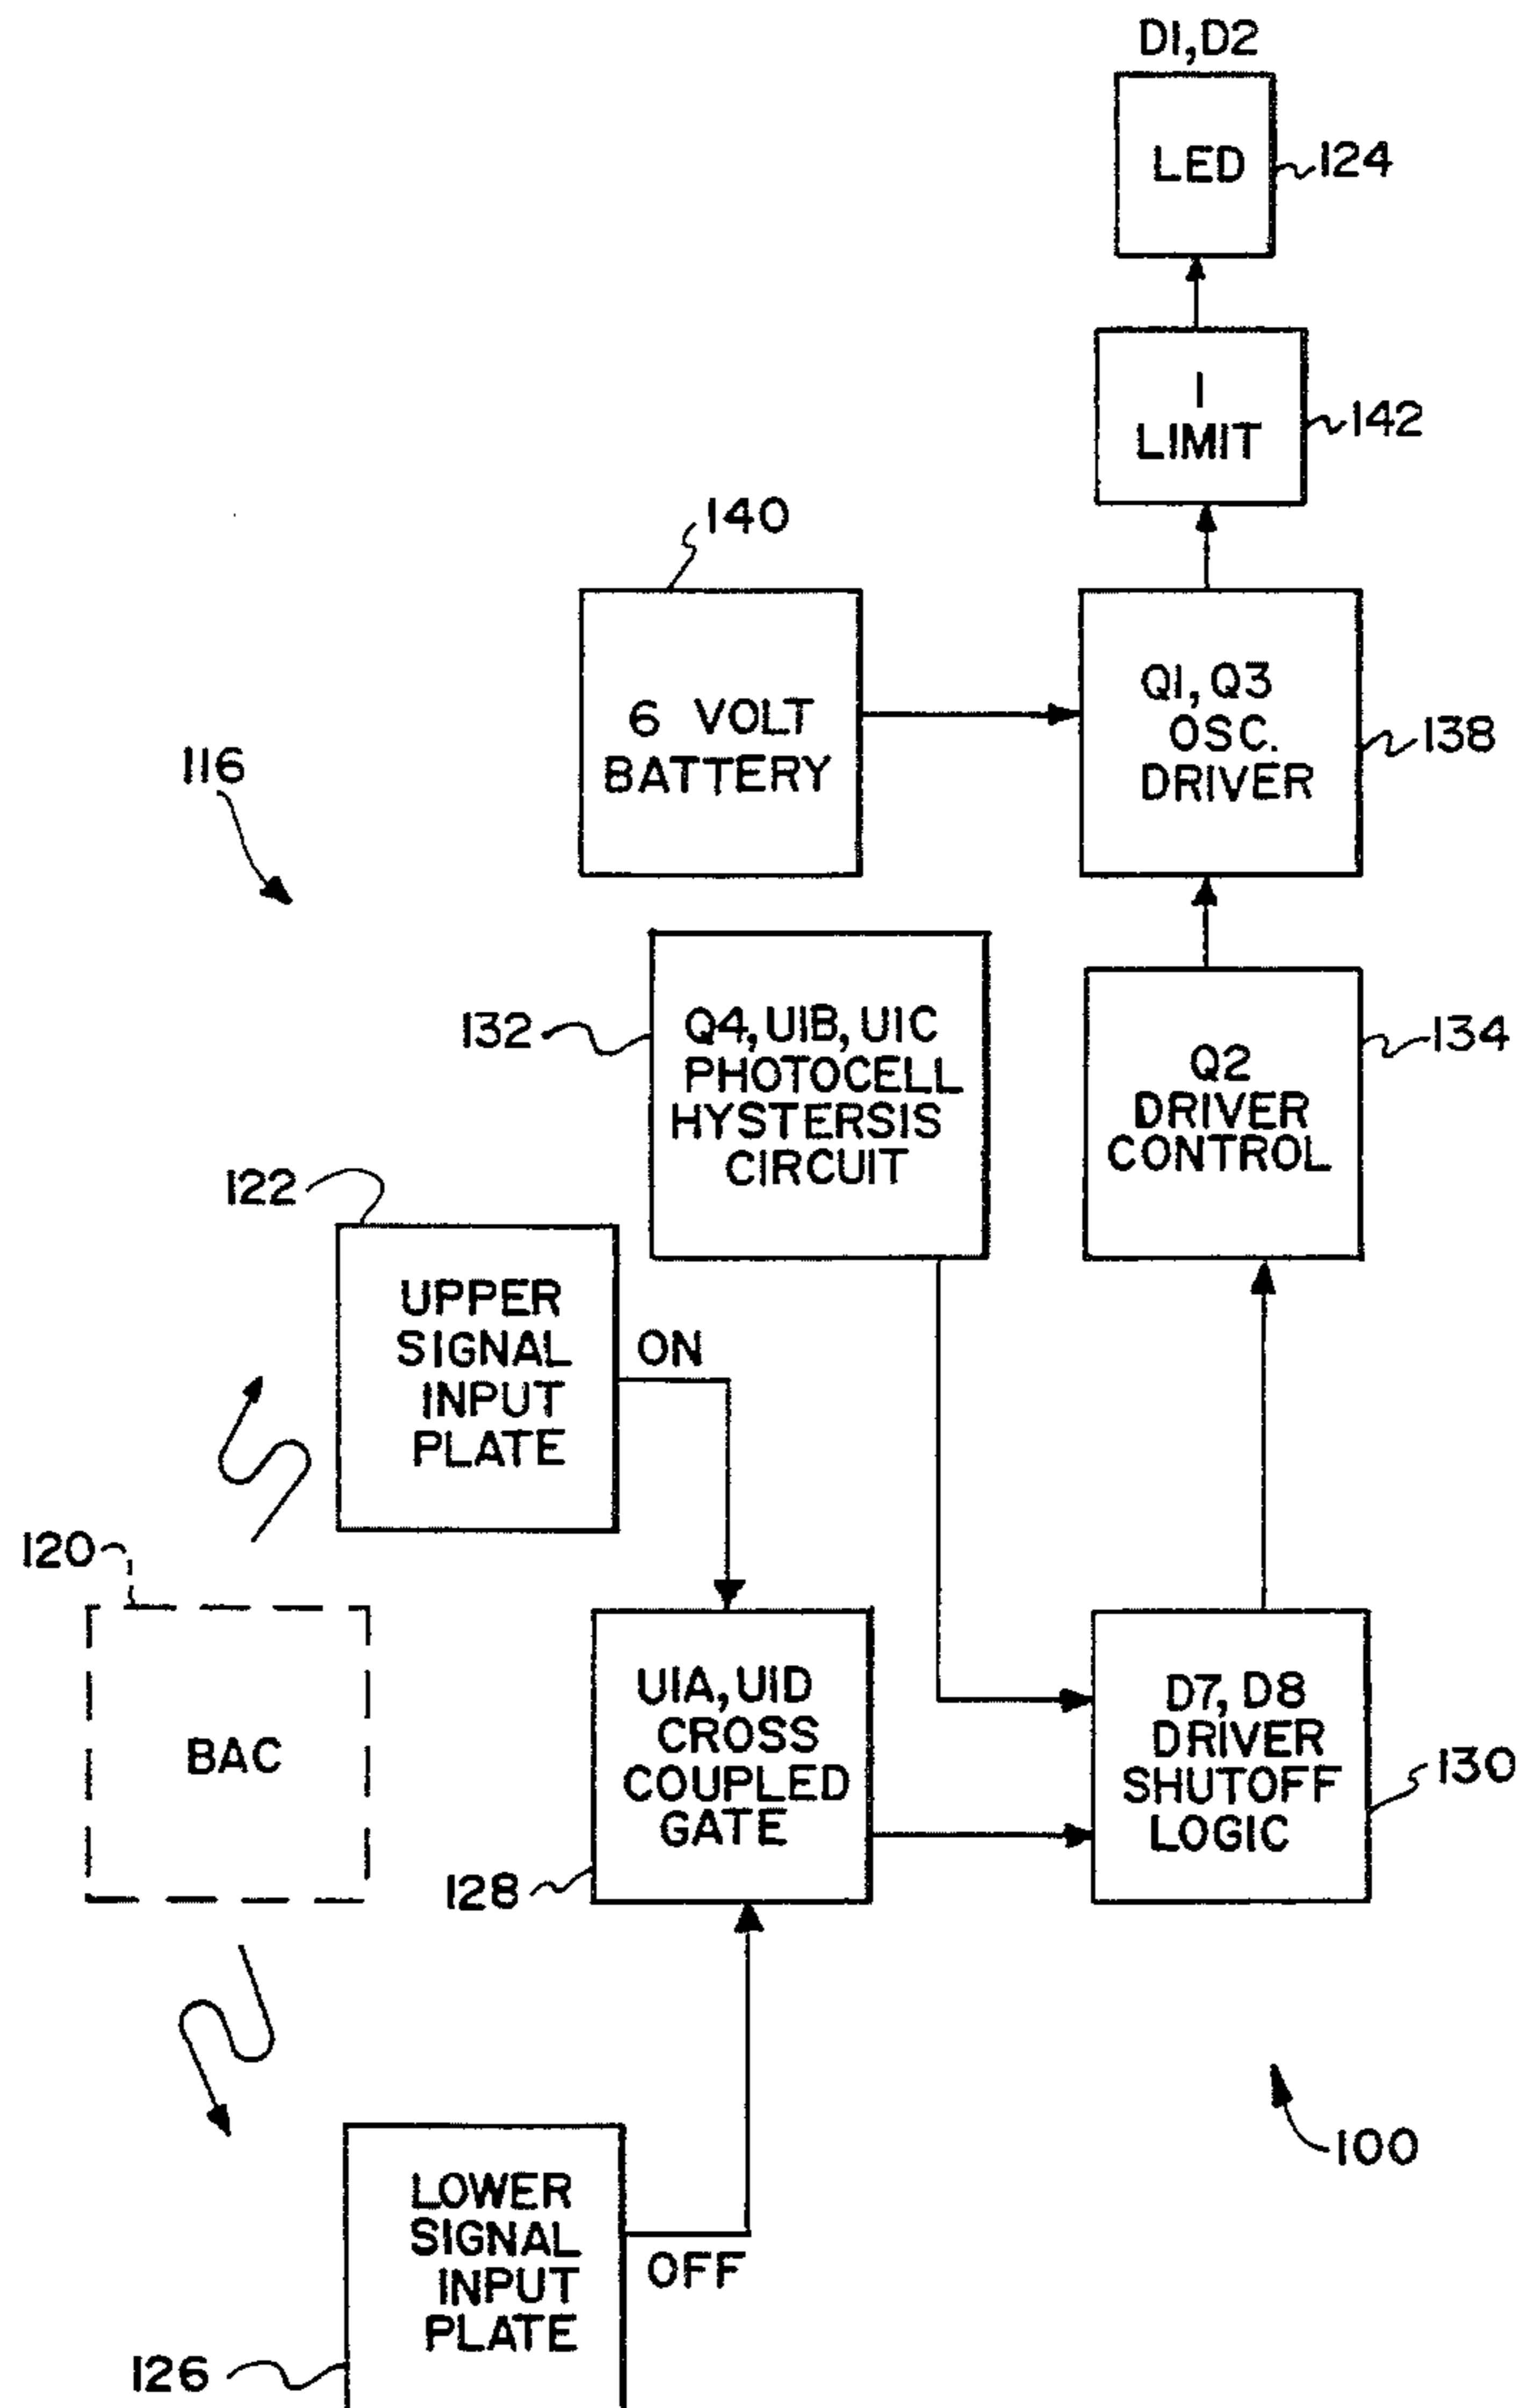 D1,D2
LED
124
I
LIMIT
142
140
6 VOLT
BATTERY
Q1, Q3
OSC.
DRIVER
138
116
132
Q4, U1B, U1C
PHOTOCELL
HYSTERSIS
CIRCUIT
Q2
DRIVER
CONTROL
134
122
UPPER
SIGNAL
INPUT
PLATE
ON
120
BAC
U1A, U1D
CROSS
COUPLED
GATE
128
D7, D8
DRIVER
SHUTOFF
LOGIC
130
100
LOWER
SIGNAL
INPUT
PLATE
OFF
126